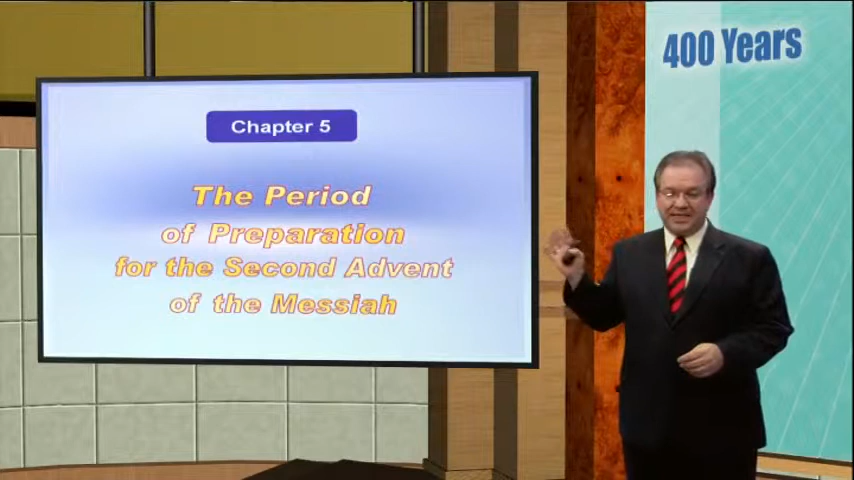 400 Years
Chapter 5
The Period
of Preparation
for the Second Advent
of the Messiah